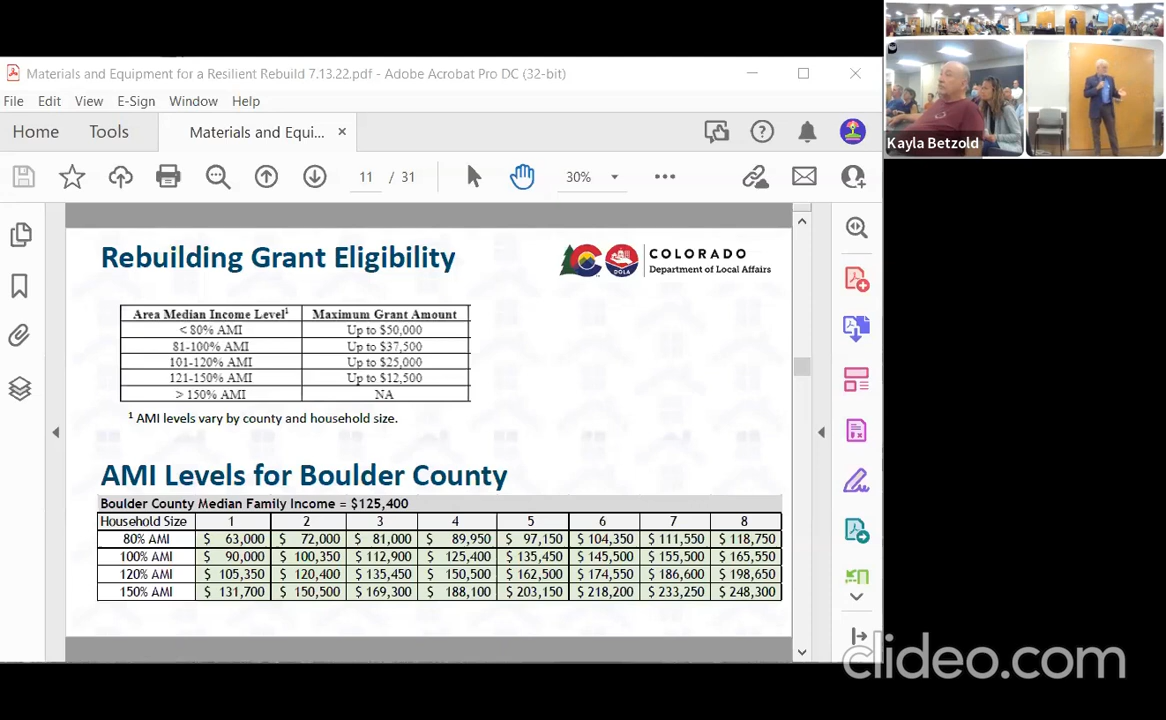 Materials and Equipment for a Resilient Rebuild 7.13.22.pdf - Adobe Acrobat Pro DC (32-bit)
File Edit View E-Sign Window Help
Home Tools Materials and Equi...
11 / 31 30%
Kayla Betzold
Rebuilding Grant Eligibility
COLORADO
Department of Local Affairs
DOLA
Area Median Income Level¹ Maximum Grant Amount
< 80% AMI Up to $50,000
81-100% AMI Up to $37,500
101-120% AMI Up to $25,000
121-150% AMI Up to $12,500
> 150% AMI NA
¹ AMI levels vary by county and household size.
AMI Levels for Boulder County
Boulder County Median Family Income = $125,400
Household Size 1 2 3 4 5 6 7 8
80% AMI $ 63,000 $ 72,000 $ 81,000 $ 89,950 $ 97,150 $ 104,350 $ 111,550 $ 118,750
100% AMI $ 90,000 $ 100,350 $ 112,900 $ 125,400 $ 135,450 $ 145,500 $ 155,500 $ 165,550
120% AMI $ 105,350 $ 120,400 $ 135,450 $ 150,500 $ 162,500 $ 174,550 $ 186,600 $ 198,650
150% AMI $ 131,700 $ 150,500 $ 169,300 $ 188,100 $ 203,150 $ 218,200 $ 233,250 $ 248,300
clideo.com